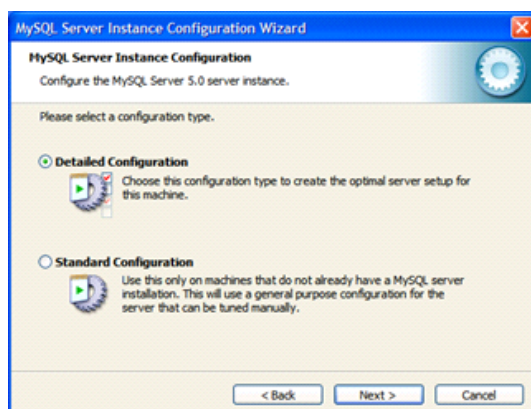 MySQL Server Instance Configuration Wizard
MySQL Server Instance Configuration
Configure the MySQL Server 5.0 server instance.
Please select a configuration type.
Detailed Configuration
Choose this configuration type to create the optimal server setup for
this machine.
Standard Configuration
Use this only on machines that do not already have a MySQL server
installation. This will use a general purpose configuration for the
server that can be tuned manually.
< Back
Next >
Cancel